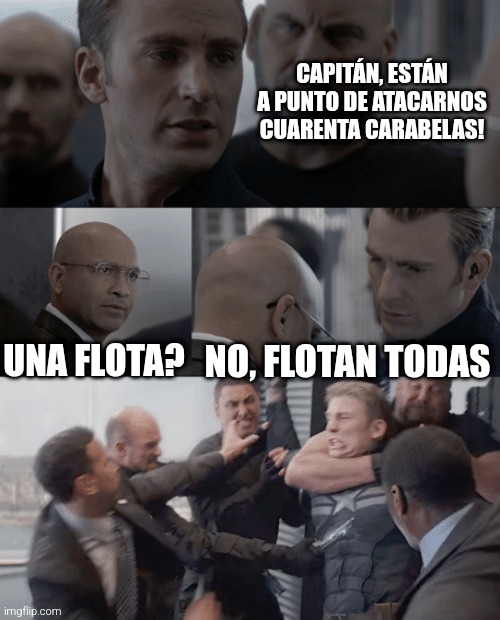 CAPITÁN, ESTÁN
A PUNTO DE ATACARNOS
CUARENTA CARABELAS!
UNA FLOTA?
NO, FLOTAN TODAS
imgflip.com